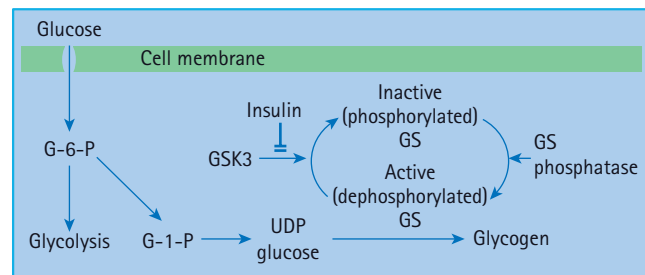 Glucose
Cell membrane
Inactive
(phosphorylated)
GS
Insulin
G-6-P
GSK3
GS
phosphatase
Active
(dephosphorylated)
GS
Glycolysis
G-1-P
UDP
glucose
Glycogen